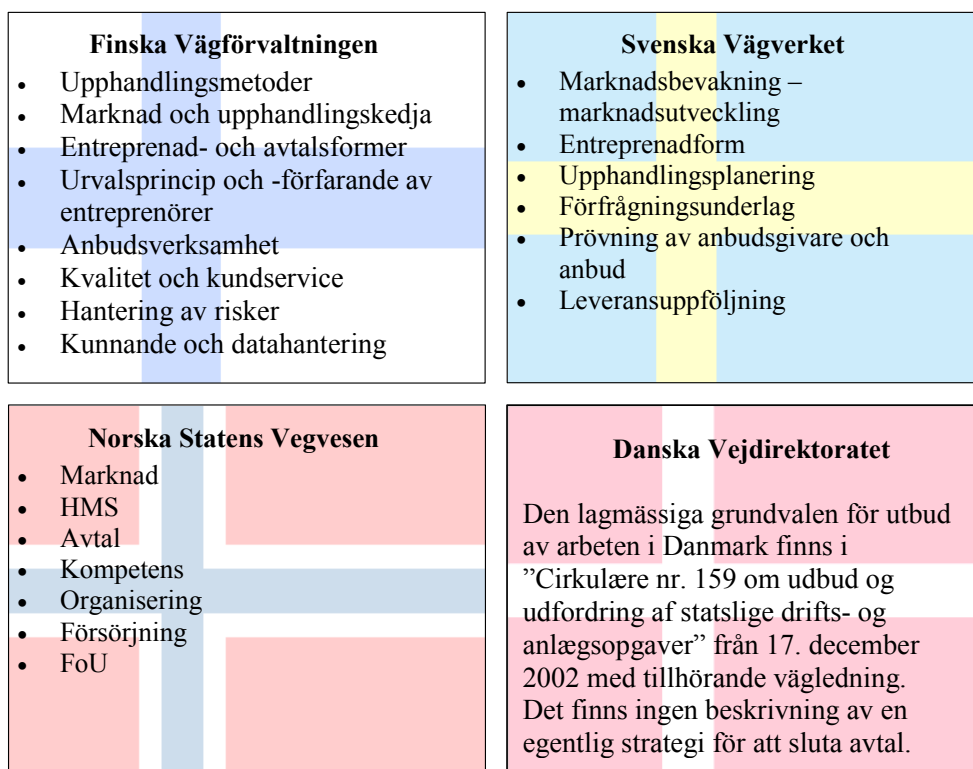 Finska Vägförvaltningen
• Upphandlingsmetoder
• Marknad och upphandlingskedja
• Entreprenad- och avtalsformer
• Urvalsprincip och -förfarande av
entreprenörer
• Anbudsverksamhet
• Kvalitet och kundservice
• Hantering av risker
• Kunnande och datahantering
Svenska Vägverket
• Marknadsbevakning –
marknadsutveckling
• Entreprenadform
• Upphandlingsplanering
• Förfrågningsunderlag
• Prövning av anbudsgivare och
anbud
• Leveransuppföljning
Norska Statens Vegvesen
• Marknad
• HMS
• Avtal
• Kompetens
• Organisering
• Försörjning
• FoU
Danska Vejdirektoratet
Den lagmässiga grundvalen för utbud
av arbeten i Danmark finns i
”Cirkulære nr. 159 om udbud og
udfordring af statslige drifts- og
anlægsopgaver” från 17. december
2002 med tillhörande vägledning.
Det finns ingen beskrivning av en
egentlig strategi för att sluta avtal.